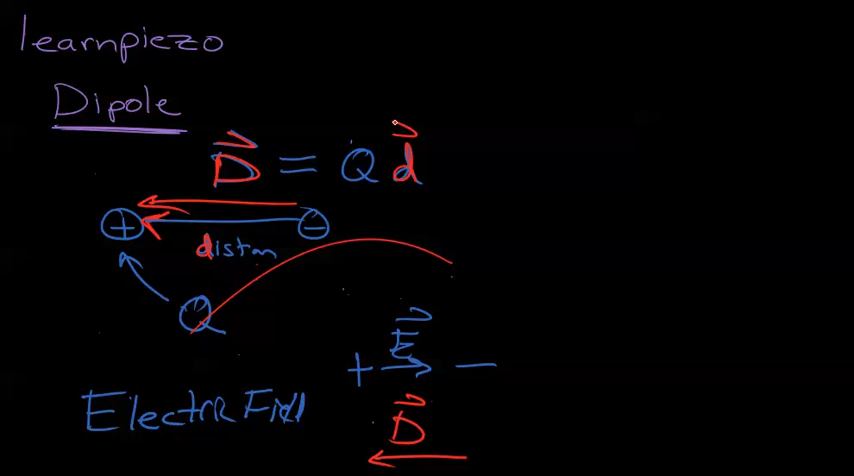 learnpiezo
Dipole
D = Q d
+ −
distan
Q
E
+ → −
Electric Field
D